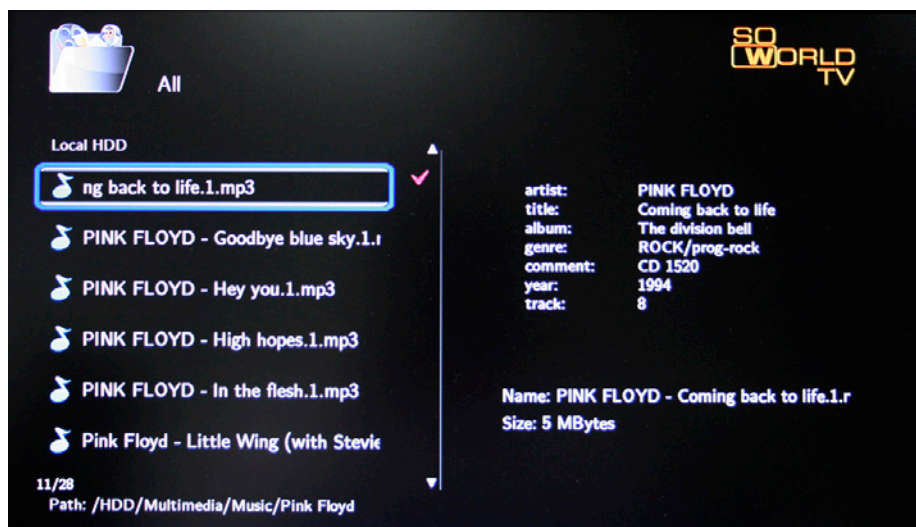 All
SO
WORLD
TV
Local HDD
ng back to life.1.mp3
PINK FLOYD - Goodbye blue sky.1.
PINK FLOYD - Hey you.1.mp3
PINK FLOYD - High hopes.1.mp3
PINK FLOYD - In the flesh.1.mp3
Pink Floyd - Little Wing (with Stevie
11/28
Path: /HDD/Multimedia/Music/Pink Floyd
artist: PINK FLOYD
title: Coming back to life
album: The division bell
genre: ROCK/prog-rock
comment: CD 1520
year: 1994
track: 8
Name: PINK FLOYD - Coming back to life.1.
Size: 5 MBytes